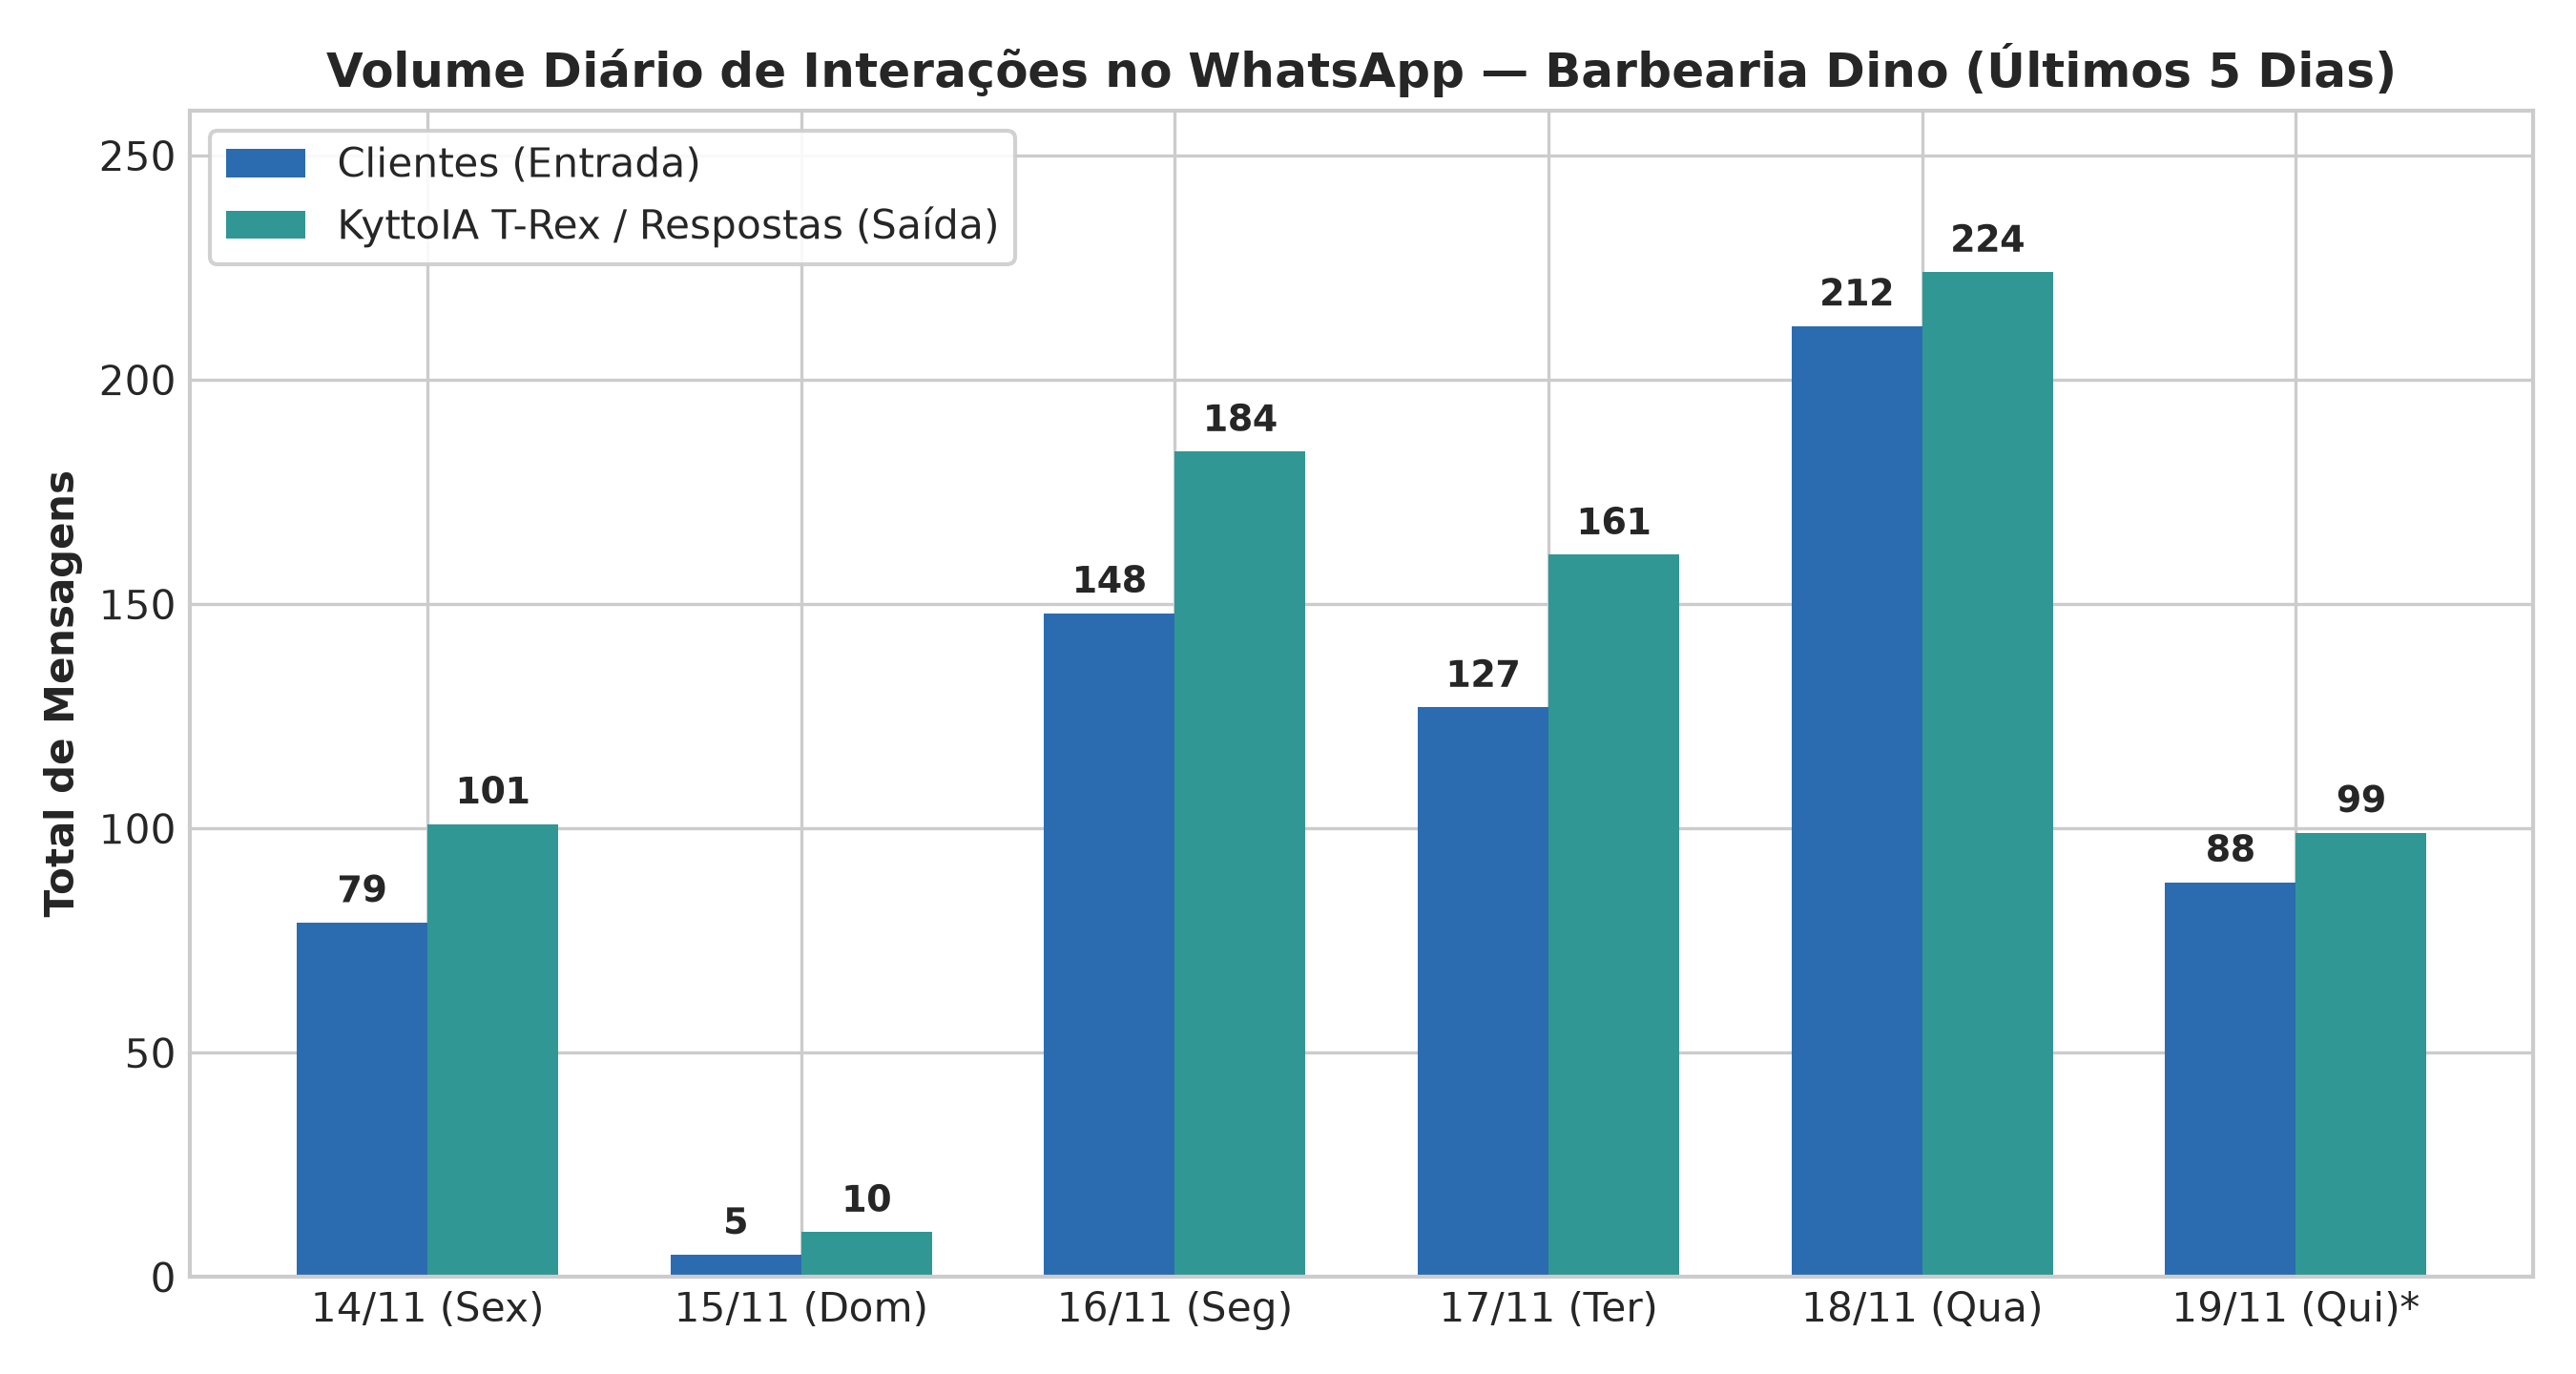 Volume Diário de Interações no WhatsApp — Barbearia Dino (Últimos 5 Dias)
Clientes (Entrada)
KyttoIA T-Rex / Respostas (Saída)
Total de Mensagens
250
200
150
100
50
0
79
101
5
10
148
184
127
161
212
224
88
99
14/11 (Sex)
15/11 (Dom)
16/11 (Seg)
17/11 (Ter)
18/11 (Qua)
19/11 (Qui)*